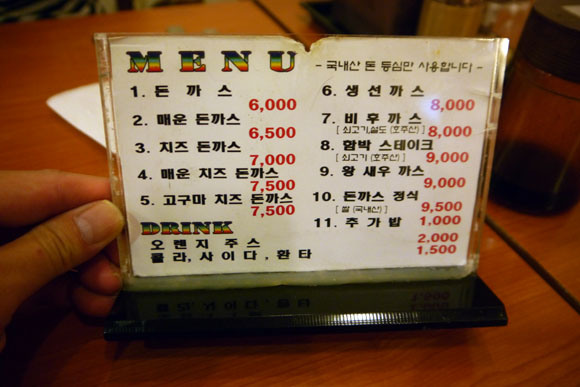 MENU
- 국내산 돈 등심만 사용합니다 -
1. 돈 까 스
6,000
2. 매운 돈까스
6,500
3. 치즈 돈까스
7,000
4. 매운 치즈 돈까스
7,500
5. 고구마 치즈 돈까스
7,500
6. 생 선 까 스
8,000
7. 비 후 까 스
[ 쇠고기,설도 (호주산) ]
8,000
8. 함박 스테이크
[ 쇠고기 (호주산) ]
9,000
9. 왕 새 우 까 스
9,000
10. 돈까스 정식
[ 쌀 (국내산) ]
9,500
11. 추 가 밥 1,000
DRINK
오 렌 지 주 스 2,000
콜 라 , 사 이 다 , 환 타 1,500